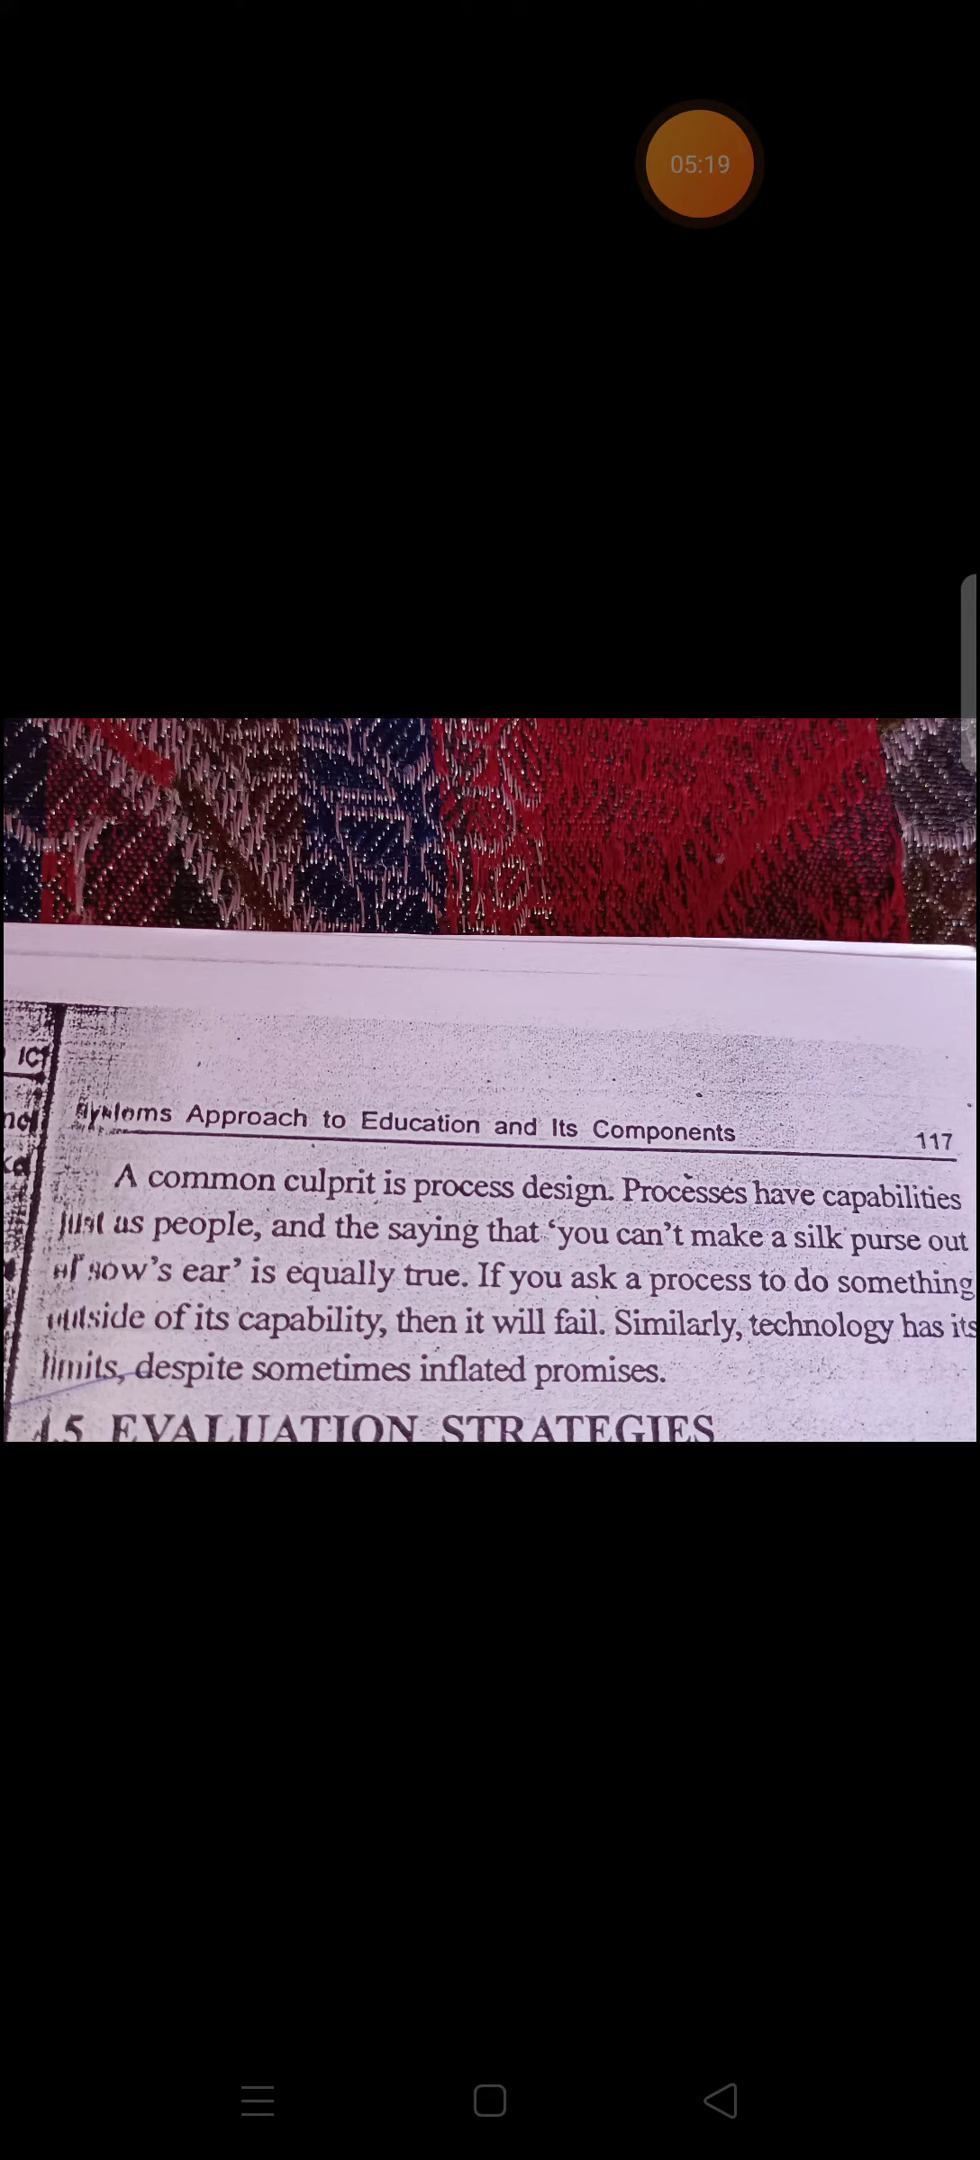 05:19
ICT
Systems Approach to Education and Its Components 117
A common culprit is process design. Processes have capabilities
just as people, and the saying that ‘you can’t make a silk purse out
of sow’s ear’ is equally true. If you ask a process to do something
outside of its capability, then it will fail. Similarly, technology has its
limits, despite sometimes inflated promises.
4.5 EVALUATION STRATEGIES